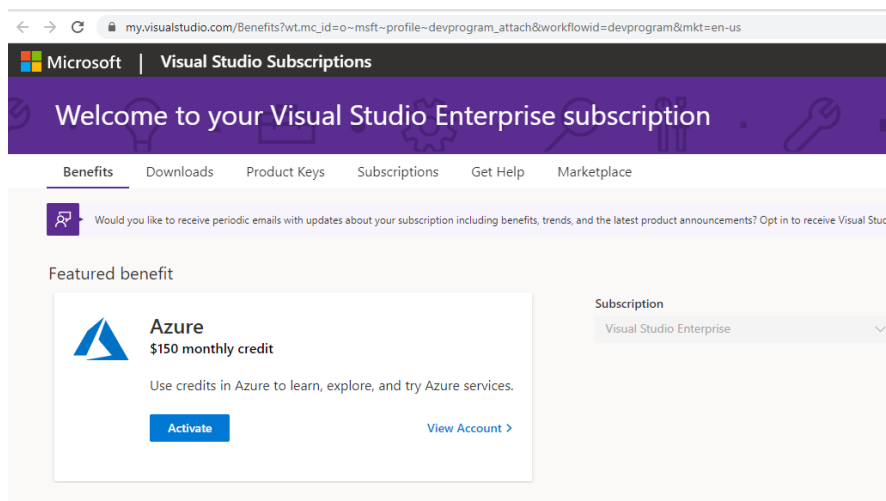 my.visualstudio.com/Benefits?wt.mc_id=o~msft~profile~devprogram_attach&workflowid=devprogram&mkt=en-us
Microsoft | Visual Studio Subscriptions
Welcome to your Visual Studio Enterprise subscription
Benefits Downloads Product Keys Subscriptions Get Help Marketplace
Would you like to receive periodic emails with updates about your subscription including benefits, trends, and the latest product announcements? Opt in to receive Visual Stuc
Featured benefit
Subscription
Visual Studio Enterprise
Azure
$150 monthly credit
Use credits in Azure to learn, explore, and try Azure services.
Activate
View Account >